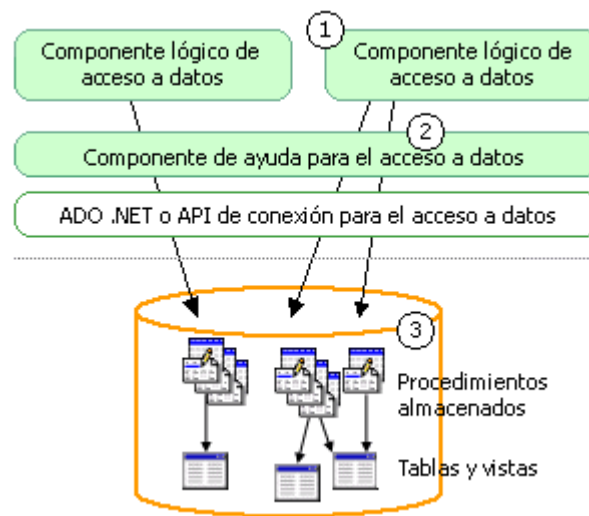 Componente lógico de
acceso a datos
1
Componente lógico de
acceso a datos
2
Componente de ayuda para el acceso a datos
ADO .NET o API de conexión para el acceso a datos
3
Procedimientos
almacenados
Tablas y vistas